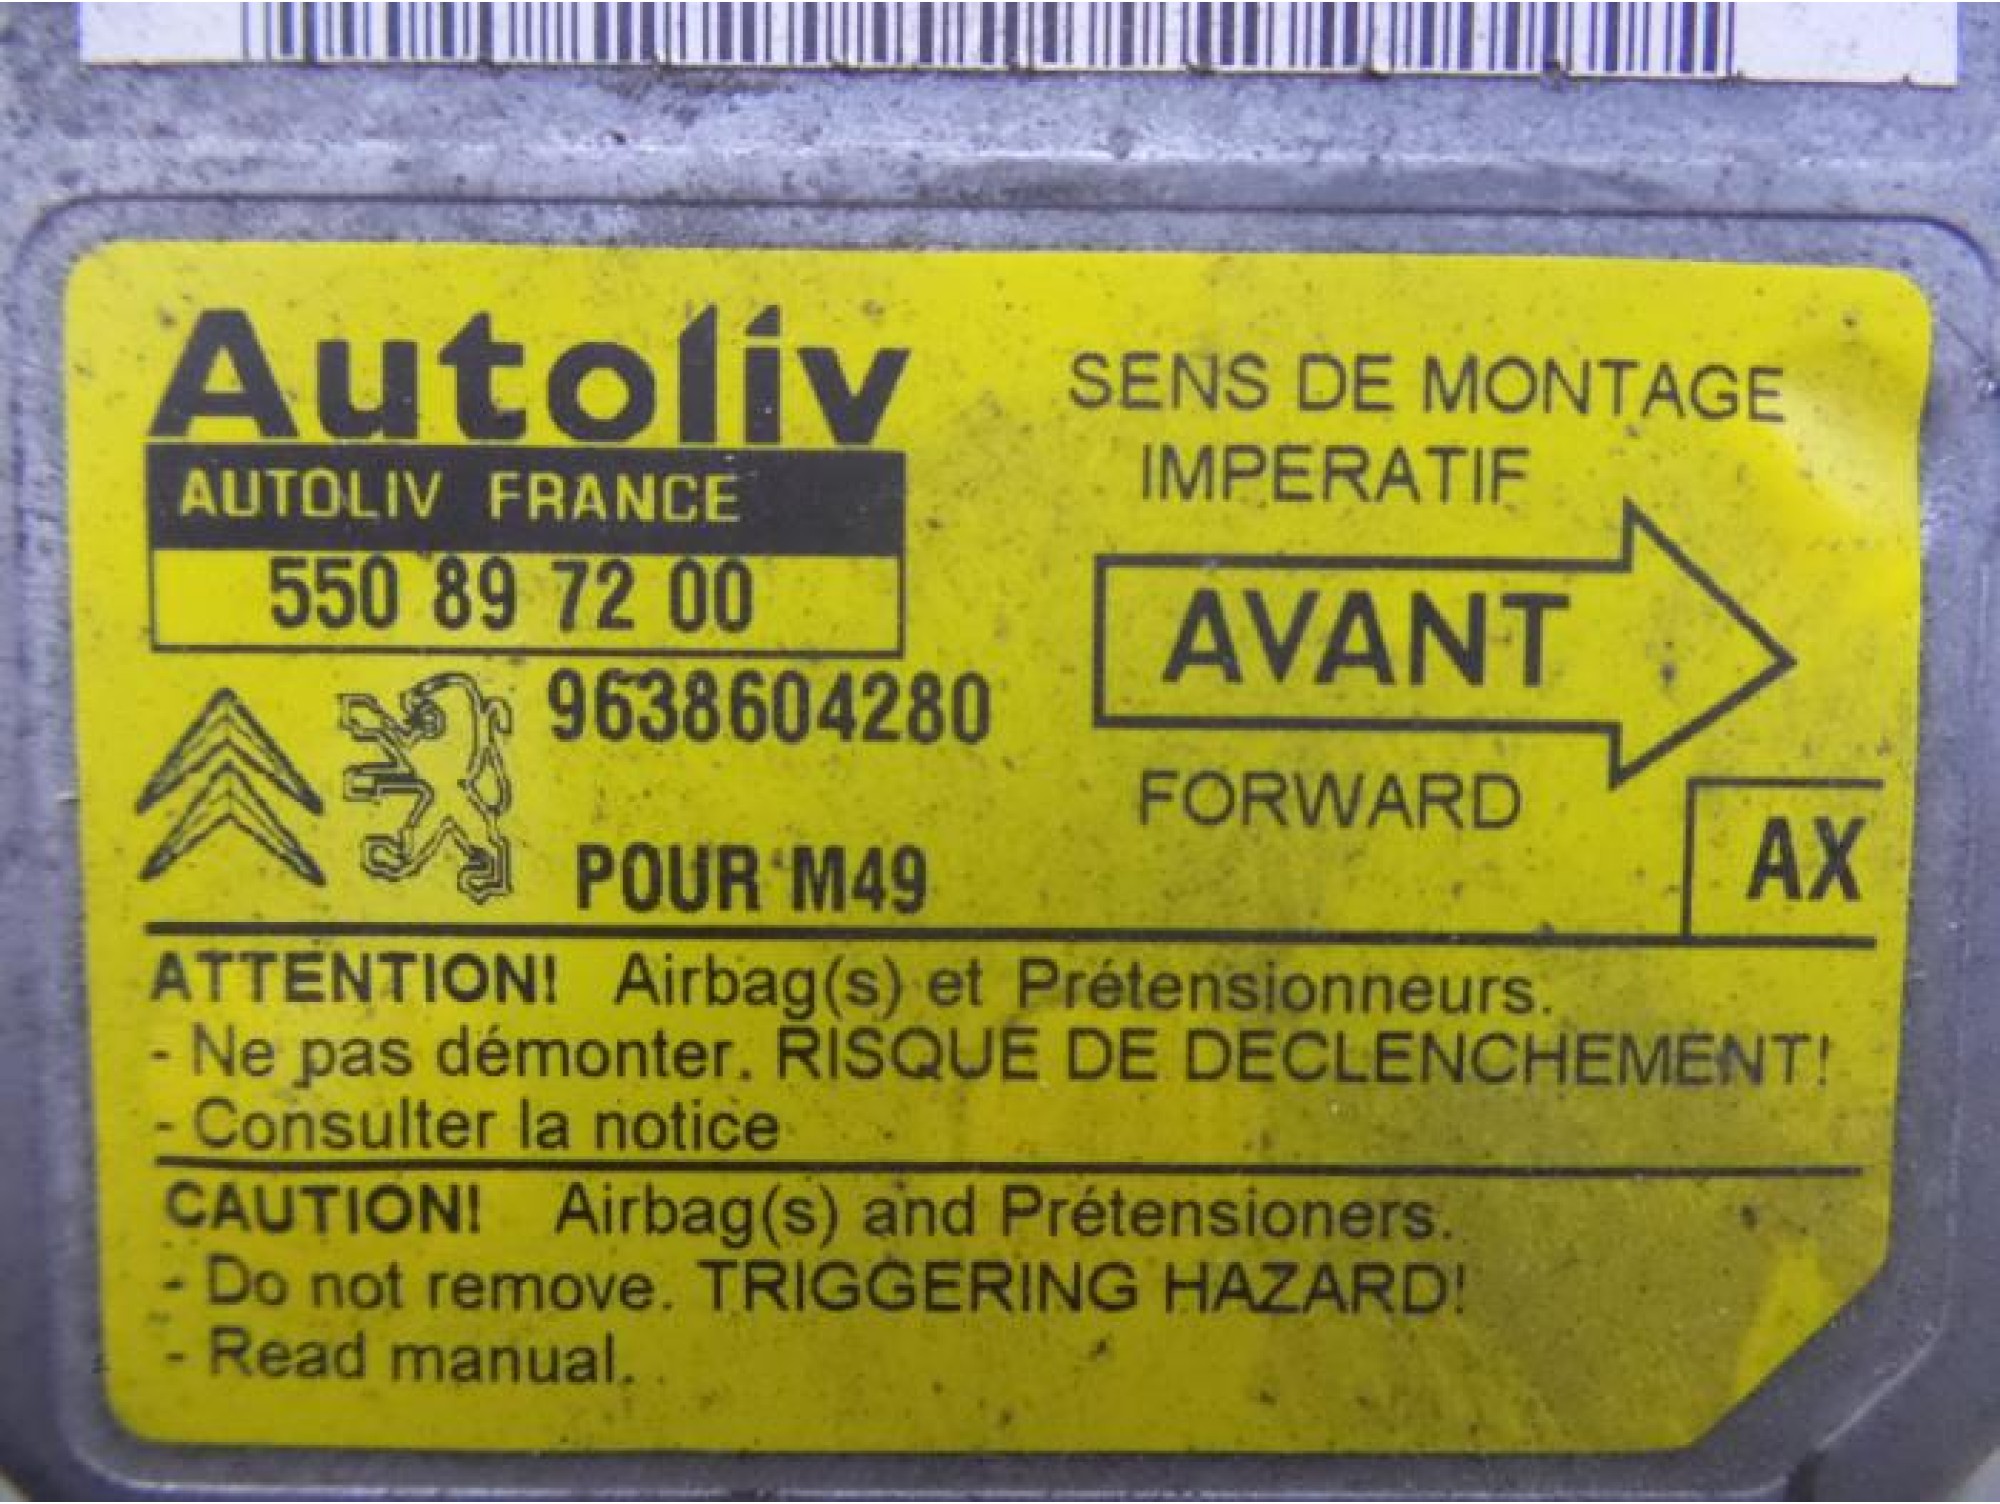 Autoliv
AUTOLIV FRANCE
550 89 72 00
9638604280
POUR M49
SENS DE MONTAGE
IMPERATIF
AVANT
FORWARD
AX
ATTENTION! Airbag(s) et Prétensionneurs.
- Ne pas démonter. RISQUE DE DECLENCHEMENT!
- Consulter la notice
CAUTION! Airbag(s) and Prétensioners.
- Do not remove. TRIGGERING HAZARD!
- Read manual.